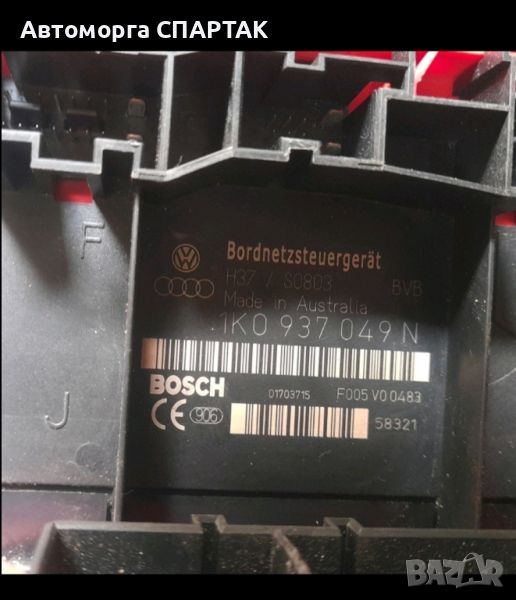 Автоморга СПАРТАК
F
Bordnetzsteuergerät
H37 / S0803 BVB
Made in Australia
1K0 937 049 N
BOSCH 01703715 F005 V0 0483
J
CE 906 58321
BAZAR